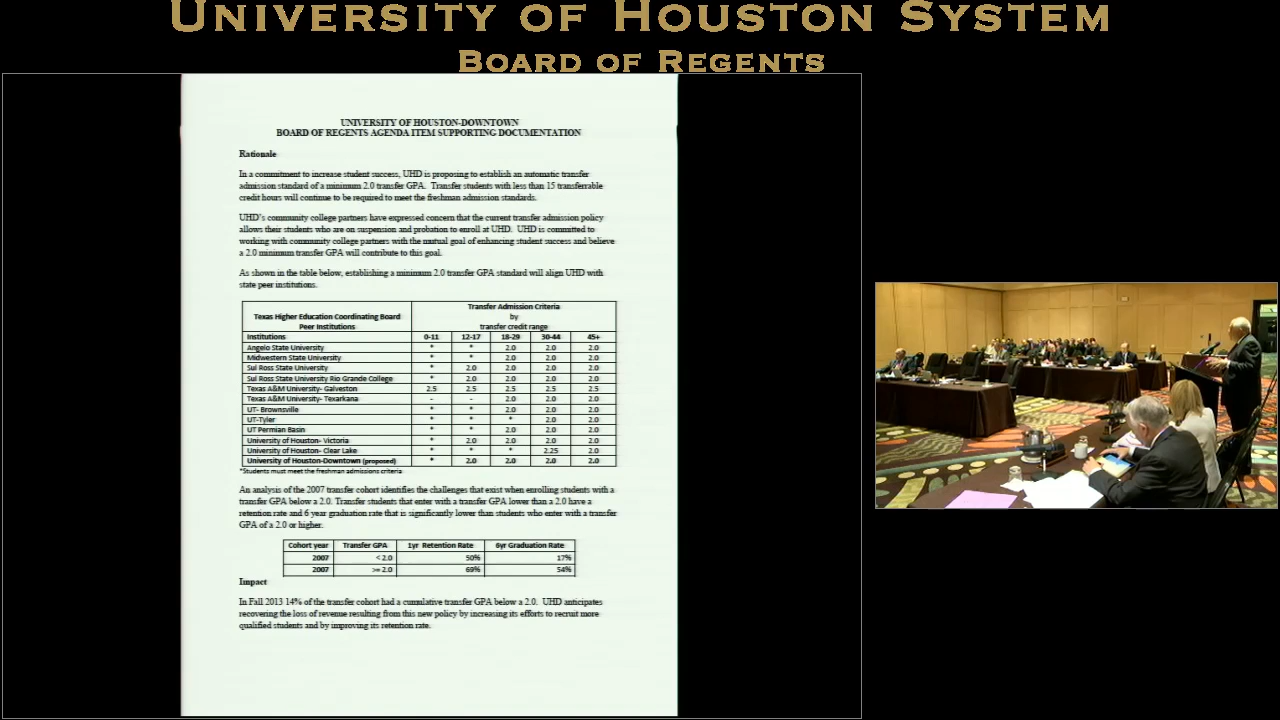 UNIVERSITY OF HOUSTON SYSTEM
BOARD OF REGENTS
UNIVERSITY OF HOUSTON-DOWNTOWN
BOARD OF REGENTS AGENDA ITEM SUPPORTING DOCUMENTATION
Rationale
In a commitment to increase student success, UHD is proposing to establish an automatic transfer
admission standard of a minimum 2.0 transfer GPA. Transfer students with less than 15 transferrable
credit hours will continue to be required to meet the freshman admission standards.
UHD's community college partners have expressed concern that the current transfer admission policy
allows their students who are on suspension and probation to enroll at UHD. UHD is committed to
working with community college partners with the mutual goal of enhancing student success and believe
a 2.0 minimum transfer GPA will contribute to this goal.
As shown in the table below, establishing a minimum 2.0 transfer GPA standard will align UHD with
state peer institutions.
Texas Higher Education Coordinating Board
Peer Institutions
Transfer Admission Criteria
by
transfer credit range
Institutions 0-11 12-17 18-29 30-44 45+
Angelo State University * * 2.0 2.0 2.0
Midwestern State University * * 2.0 2.0 2.0
Sul Ross State University * 2.0 2.0 2.0 2.0
Sul Ross State University Rio Grande College * 2.0 2.0 2.0 2.0
Texas A&M University- Galveston 2.5 2.5 2.5 2.5 2.5
Texas A&M University- Texarkana - - 2.0 2.0 2.0
UT- Brownsville * * 2.0 2.0 2.0
UT-Tyler * * * 2.0 2.0
UT Permian Basin * * 2.0 2.0 2.0
University of Houston- Victoria * 2.0 2.0 2.0 2.0
University of Houston- Clear Lake * * * 2.25 2.0
University of Houston-Downtown (proposed) * 2.0 2.0 2.0 2.0
*Students must meet the freshman admissions criteria
An analysis of the 2007 transfer cohort identifies the challenges that exist when enrolling students with a
transfer GPA below a 2.0. Transfer students that enter with a transfer GPA lower than a 2.0 have a
retention rate and 6 year graduation rate that is significantly lower than students who enter with a transfer
GPA of a 2.0 or higher.
Cohort year Transfer GPA 1yr Retention Rate 6yr Graduation Rate
2007 < 2.0 50% 17%
2007 >= 2.0 69% 54%
Impact
In Fall 2013 14% of the transfer cohort had a cumulative transfer GPA below a 2.0. UHD anticipates
recovering the loss of revenue resulting from this new policy by increasing its efforts to recruit more
qualified students and by improving its retention rate.